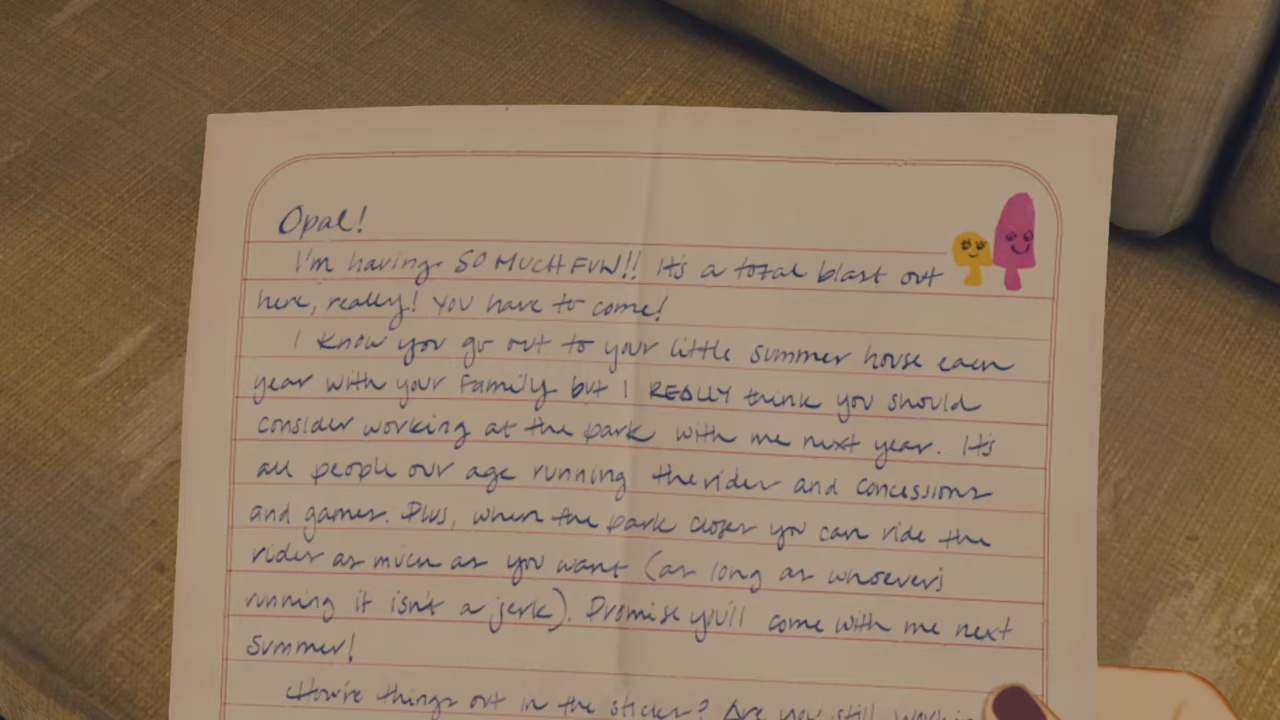 Opal!
I'm having SO MUCH FUN!! It's a total blast out
here, really! You have to come!
I know you go out to your little summer house each
year with your family but I REALLY think you should
consider working at the park with me next year. It's
all people our age running the rides and concessions
and games. Plus, when the park closes you can ride the
rides as much as you want (as long as whoever's
running it isn't a jerk). Promise you'll come with me next
summer!
How're things out in the sticks? Are you still